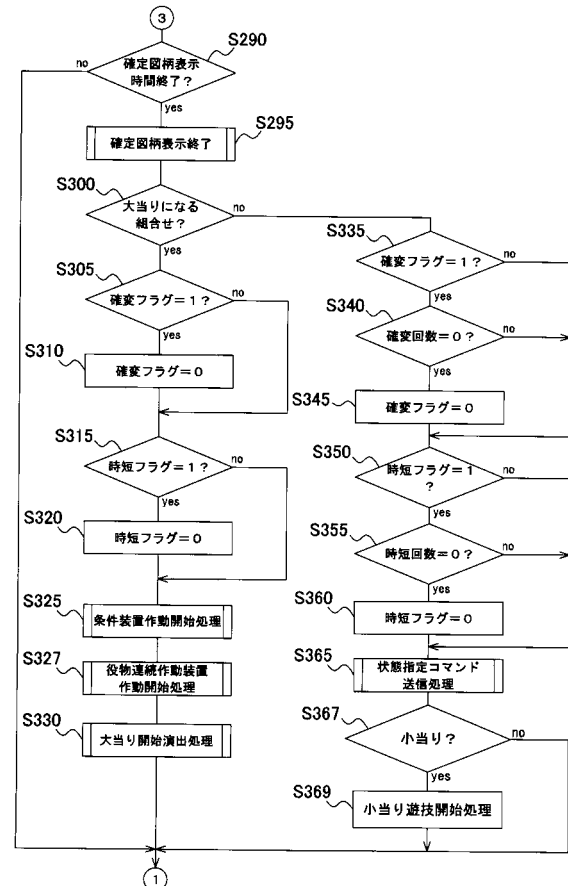 3
S290
no
確定図柄表示
時間終了？
yes
S295
確定図柄表示終了
S300
大当りになる
組合せ？
no
yes
S305
確変フラグ＝1？
no
yes
S310
確変フラグ＝0
S315
時短フラグ＝1？
no
yes
S320
時短フラグ＝0
S325
条件装置作動開始処理
S327
役物連続作動装置
作動開始処理
S330
大当り開始演出処理
S335
確変フラグ＝1？
no
yes
S340
確変回数＝0？
no
yes
S345
確変フラグ＝0
S350
時短フラグ＝1
？
no
yes
S355
時短回数＝0？
no
yes
S360
時短フラグ＝0
S365
状態指定コマンド
送信処理
S367
小当り？
no
yes
S369
小当り遊技開始処理
1